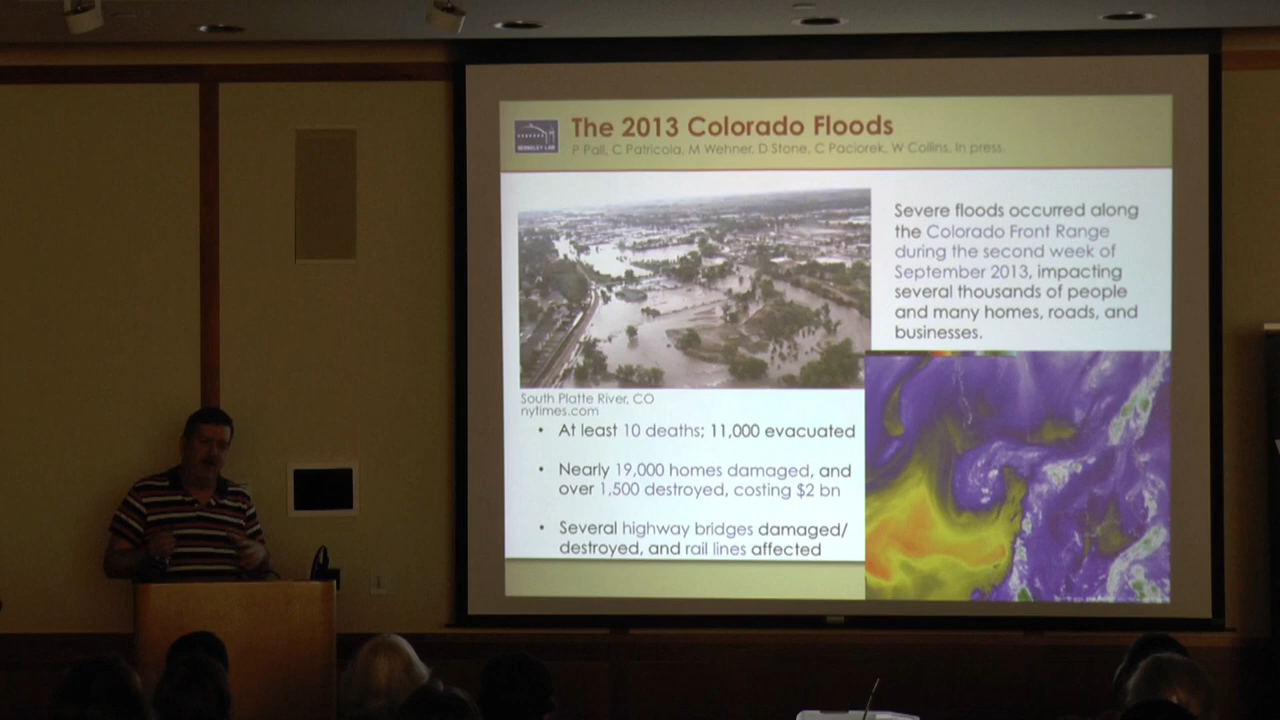 The 2013 Colorado Floods
BERKELEY LAB
P Pall, C Patricola, M Wehner, D Stone, C Paciorek, W Collins. In press.
Severe floods occurred along
the Colorado Front Range
during the second week of
September 2013, impacting
several thousands of people
and many homes, roads, and
businesses.
South Platte River, CO
nytimes.com
• At least 10 deaths; 11,000 evacuated
• Nearly 19,000 homes damaged, and
over 1,500 destroyed, costing $2 bn
• Several highway bridges damaged/
destroyed, and rail lines affected